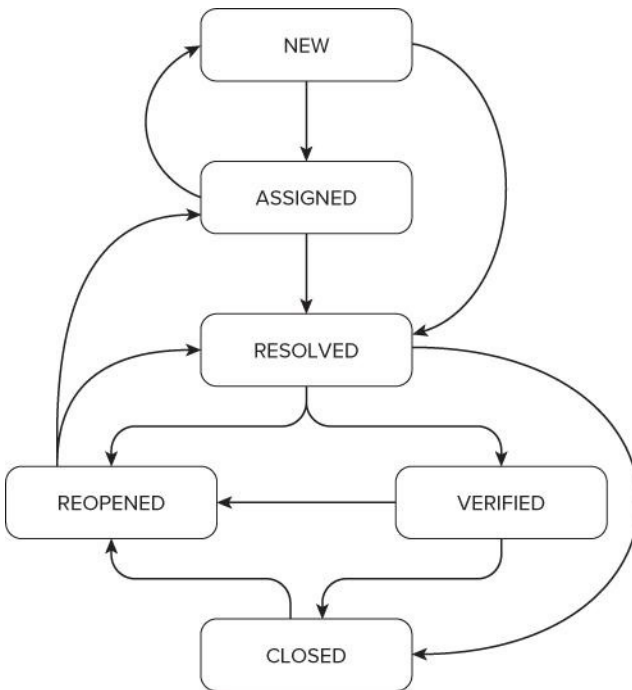 NEW
ASSIGNED
RESOLVED
REOPENED
VERIFIED
CLOSED